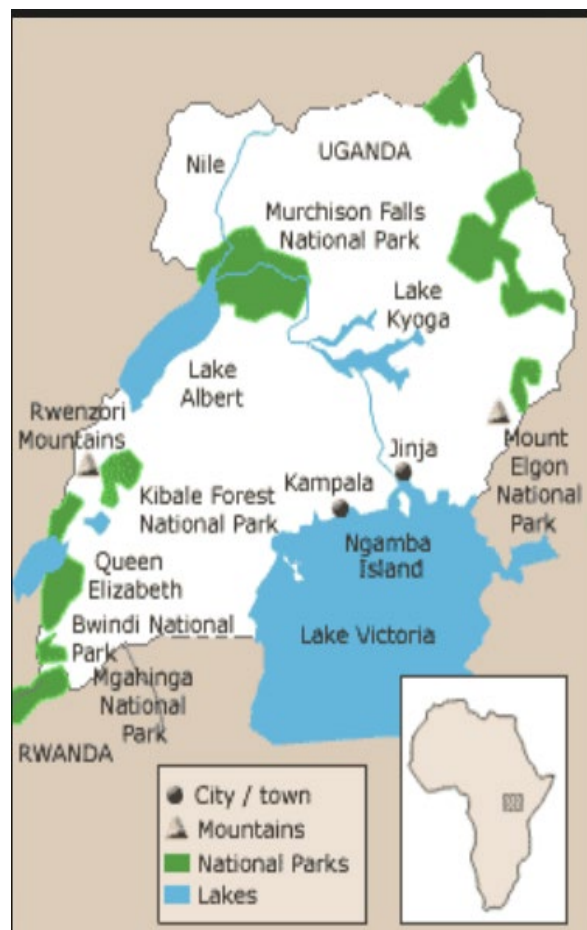 UGANDA
Nile
Murchison Falls
National Park
Lake
Kyoga
Lake
Albert
Rwenzori
Mountains
Mount
Elgon
National
Park
Jinja
Kampala
Kibale Forest
National Park
Ngamba
Island
Queen
Elizabeth
Bwindi National
Park
Lake Victoria
Mgahinga
National
Park
RWANDA
City / town
Mountains
National Parks
Lakes